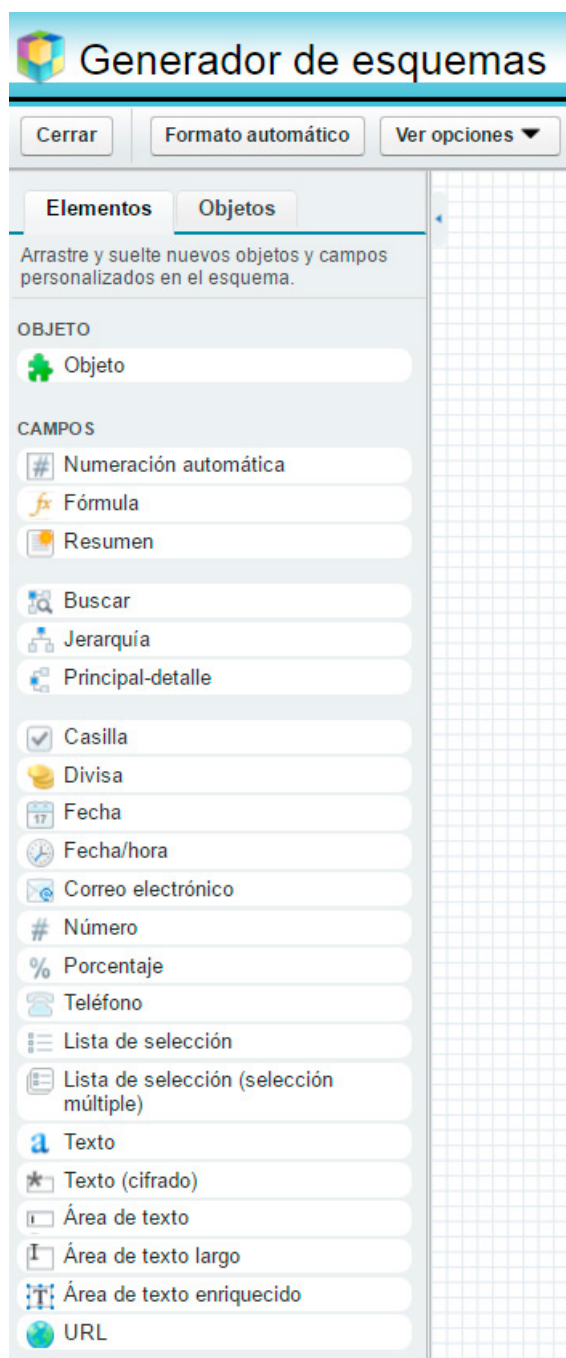 Generador de esquemas
Cerrar
Formato automático
Ver opciones
Elementos
Objetos
Arrastre y suelte nuevos objetos y campos
personalizados en el esquema.
OBJETO
Objeto
CAMPOS
Numeración automática
Fórmula
Resumen
Buscar
Jerarquía
Principal-detalle
Casilla
Divisa
Fecha
Fecha/hora
Correo electrónico
Número
Porcentaje
Teléfono
Lista de selección
Lista de selección (selección
múltiple)
Texto
Texto (cifrado)
Área de texto
Área de texto largo
Área de texto enriquecido
URL